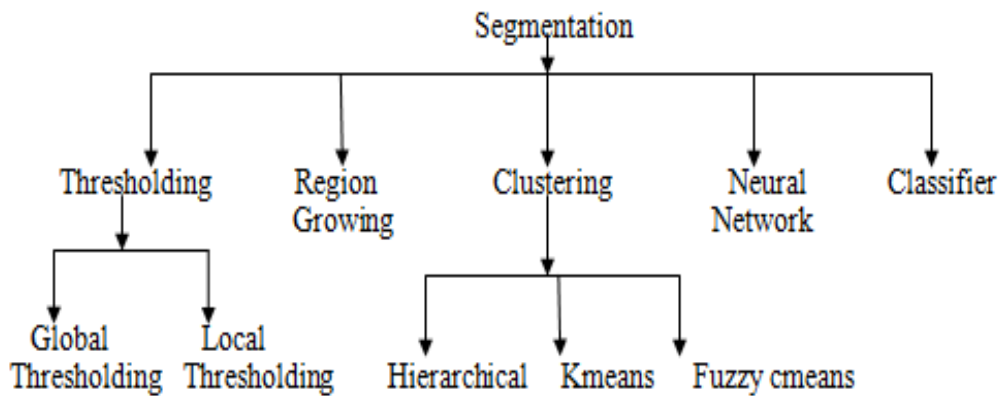 Segmentation
Thresholding
Region
Growing
Clustering
Neural
Network
Classifier
Global
Thresholding
Local
Thresholding
Hierarchical
Kmeans
Fuzzy cmeans